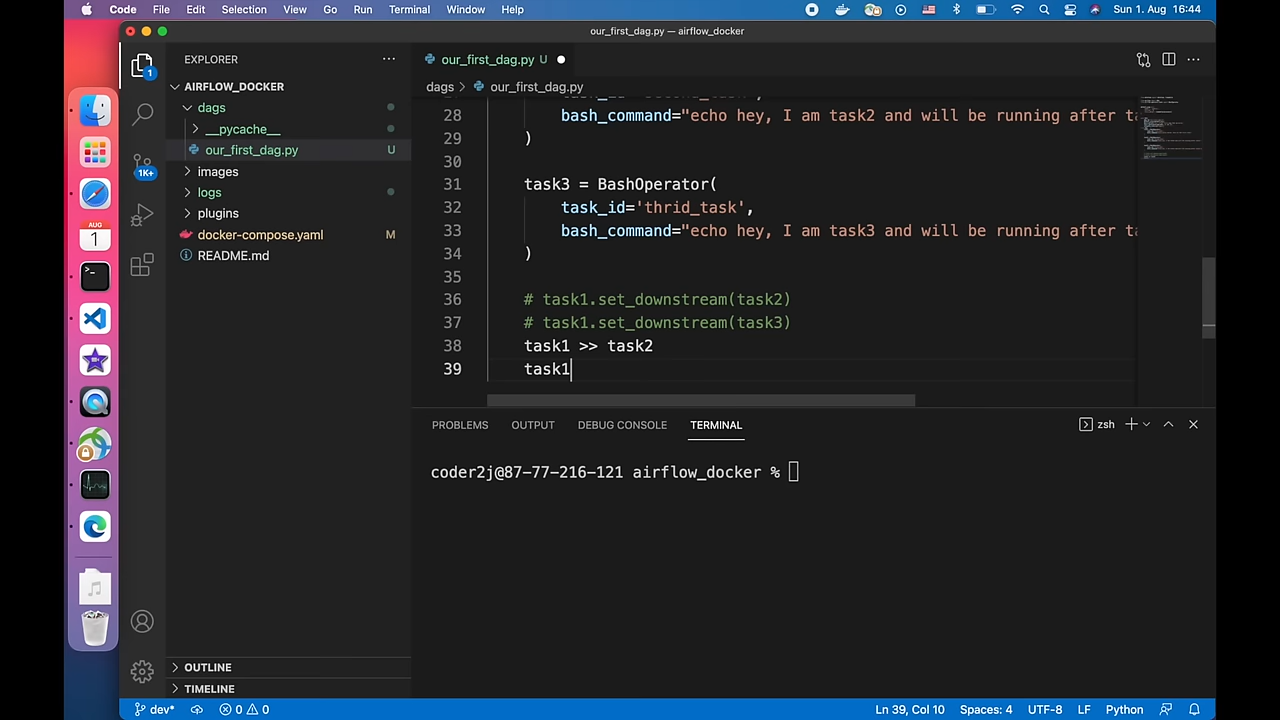 Code File Edit Selection View Go Run Terminal Window Help Sun 1. Aug 16:44
our_first_dag.py — airflow_docker
EXPLORER
our_first_dag.py U
AIRFLOW_DOCKER
dags > our_first_dag.py
dags
__pycache__
our_first_dag.py U
images
logs
plugins
docker-compose.yaml M
README.md
1
1K+
AUG
1
28 bash_command="echo hey, I am task2 and will be running after
29 )
30
31 task3 = BashOperator(
32 task_id='thrid_task',
33 bash_command="echo hey, I am task3 and will be running after
34 )
35
36 # task1.set_downstream(task2)
37 # task1.set_downstream(task3)
38 task1 >> task2
39 task1
PROBLEMS OUTPUT DEBUG CONSOLE TERMINAL zsh
coder2j@87-77-216-121 airflow_docker %
OUTLINE
TIMELINE
dev* 0 0 Ln 39, Col 10 Spaces: 4 UTF-8 LF Python